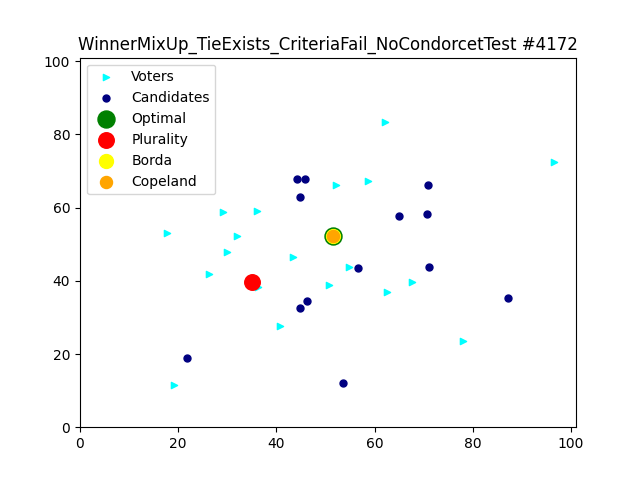 WinnerMixUp_TieExists_CriteriaFail_NoCondorcetTest #4172
Voters
Candidates
Optimal
Plurality
Borda
Copeland
100
80
60
40
20
0
0 20 40 60 80 100